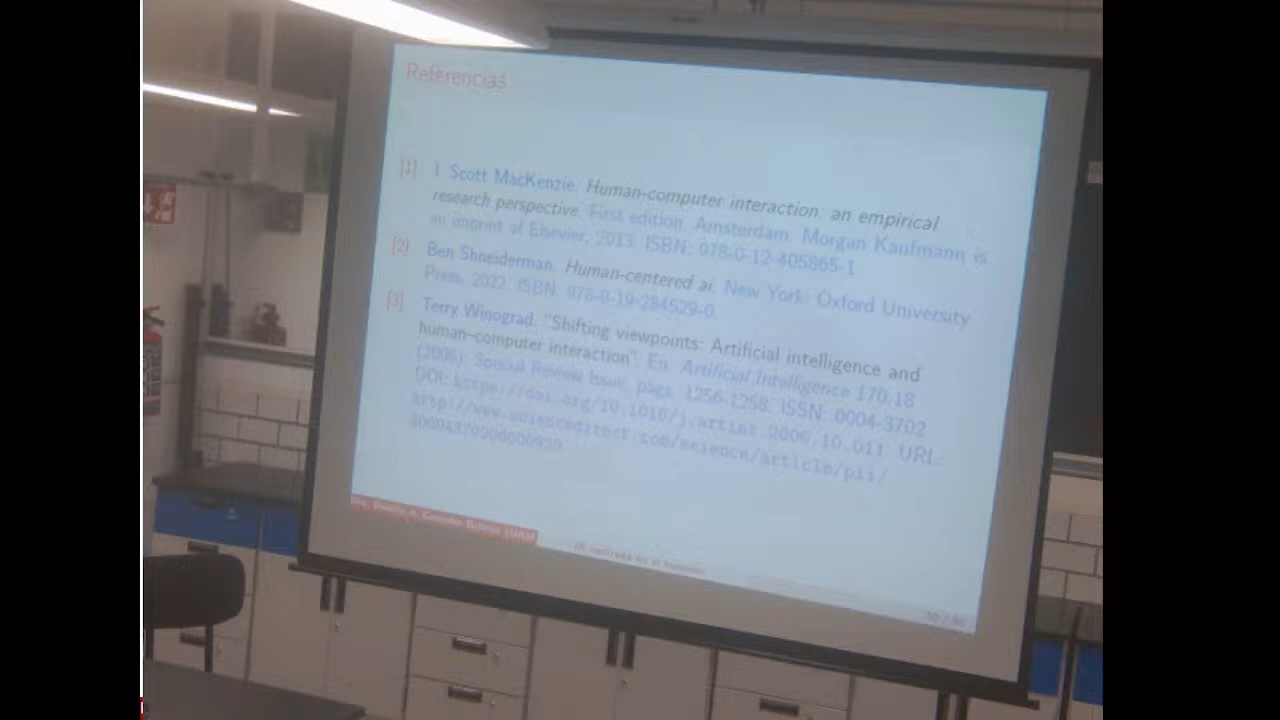 Referencias
[1] I Scott MacKenzie. Human-computer interaction: an empirical
research perspective. First edition. Amsterdam: Morgan Kaufmann is
an imprint of Elsevier, 2013. ISBN: 978-0-12-405865-1
[2] Ben Shneiderman. Human-centered ai. New York: Oxford University
Press, 2022. ISBN: 978-0-19-284529-0.
[3] Terry Winograd. "Shifting viewpoints: Artificial intelligence and
human–computer interaction". En: Artificial Intelligence 170.18
(2006). Special Review Issue, págs. 1256-1258. ISSN: 0004-3702
DOI: https://doi.org/10.1016/j.artint.2006.10.011 URL:
http://www.sciencedirect.com/science/article/pii/